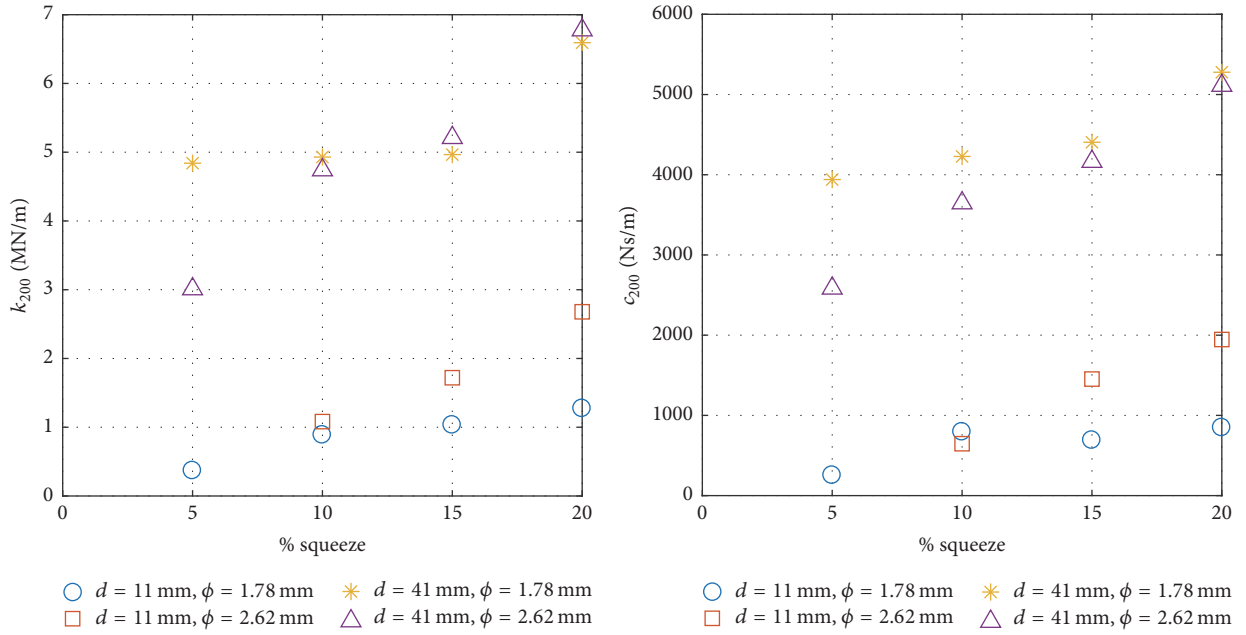 7
6
5
4
3
2
1
0
k₂₀₀ (MN/m)
0 5 10 15 20
% squeeze
d = 11 mm, ϕ = 1.78 mm
d = 41 mm, ϕ = 1.78 mm
d = 11 mm, ϕ = 2.62 mm
d = 41 mm, ϕ = 2.62 mm
6000
5000
4000
3000
2000
1000
0
c₂₀₀ (Ns/m)
0 5 10 15 20
% squeeze
d = 11 mm, ϕ = 1.78 mm
d = 41 mm, ϕ = 1.78 mm
d = 11 mm, ϕ = 2.62 mm
d = 41 mm, ϕ = 2.62 mm